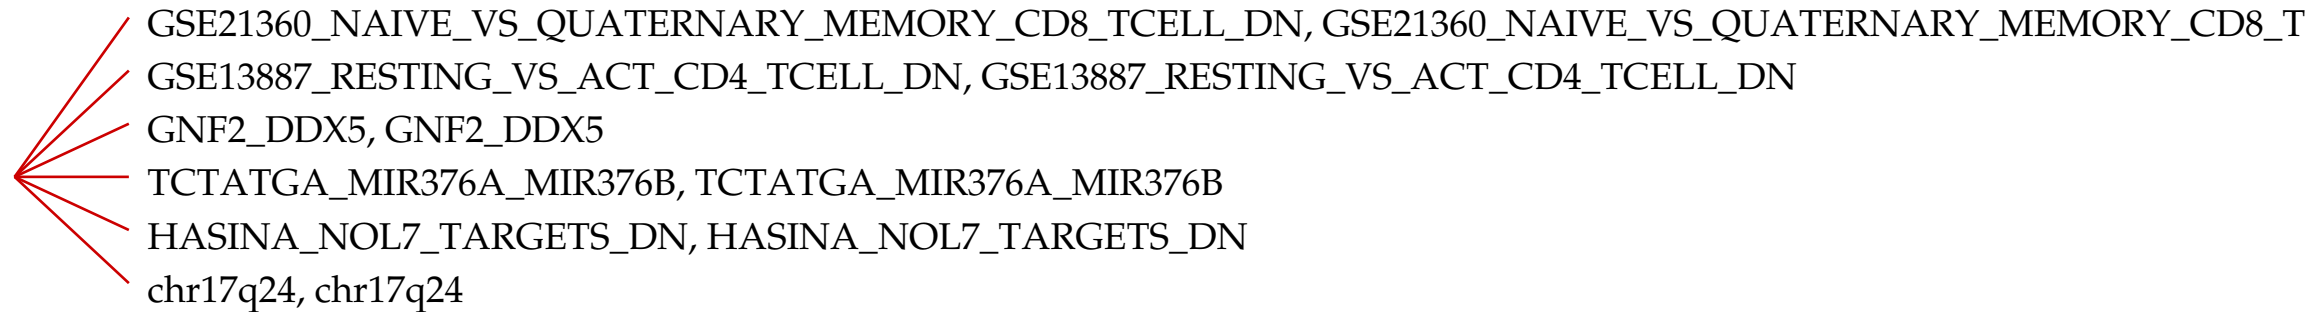 GSE21360_NAIVE_VS_QUATERNARY_MEMORY_CD8_TCELL_DN, GSE21360_NAIVE_VS_QUATERNARY_MEMORY_CD8_T
GSE13887_RESTING_VS_ACT_CD4_TCELL_DN, GSE13887_RESTING_VS_ACT_CD4_TCELL_DN
GNF2_DDX5, GNF2_DDX5
TCTATGA_MIR376A_MIR376B, TCTATGA_MIR376A_MIR376B
HASINA_NOL7_TARGETS_DN, HASINA_NOL7_TARGETS_DN
chr17q24, chr17q24